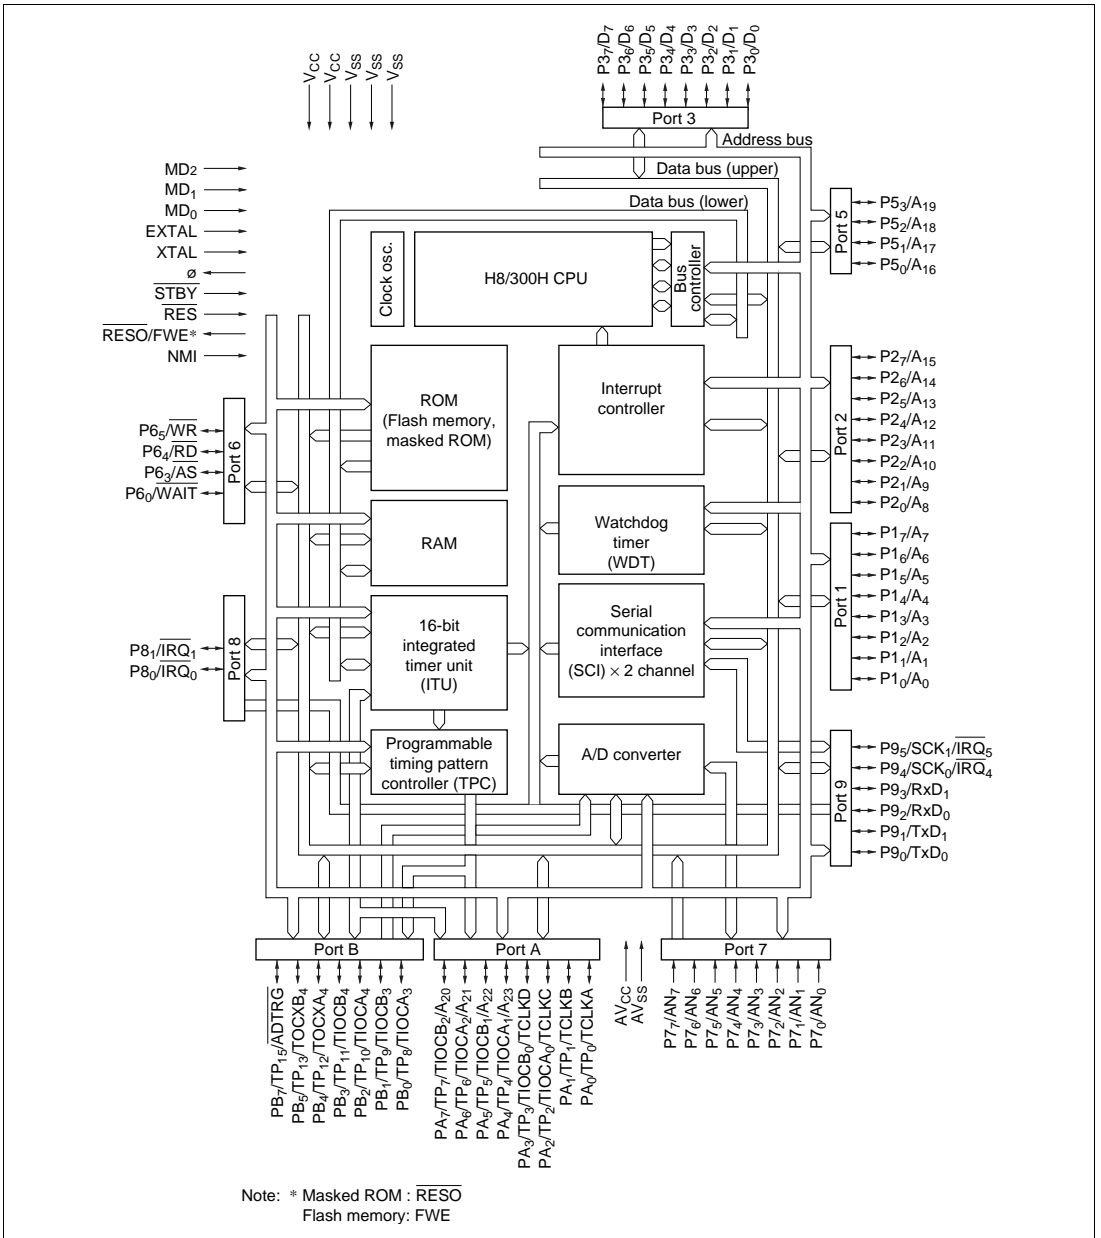 VCC
VCC
VSS
VSS
VSS
P37/D7
P36/D6
P35/D5
P34/D4
P33/D3
P32/D2
P31/D1
P30/D0
Port 3
Address bus
Data bus (upper)
Data bus (lower)
MD2
MD1
MD0
EXTAL
XTAL
ø
STBY
RES
RESO/FWE*
NMI
Clock osc.
H8/300H CPU
Bus controller
Port 5
P53/A19
P52/A18
P51/A17
P50/A16
ROM
(Flash memory,
masked ROM)
Interrupt
controller
Port 2
P27/A15
P26/A14
P25/A13
P24/A12
P23/A11
P22/A10
P21/A9
P20/A8
P65/WR
P64/RD
P63/AS
P60/WAIT
Port 6
RAM
Watchdog
timer
(WDT)
Port 1
P17/A7
P16/A6
P15/A5
P14/A4
P13/A3
P12/A2
P11/A1
P10/A0
P81/IRQ1
P80/IRQ0
Port 8
16-bit
integrated
timer unit
(ITU)
Serial
communication
interface
(SCI) × 2 channel
Programmable
timing pattern
controller (TPC)
A/D converter
Port 9
P95/SCK1/IRQ5
P94/SCK0/IRQ4
P93/RxD1
P92/RxD0
P91/TxD1
P90/TxD0
Port B
Port A
Port 7
PB7/TP15/ADTRG
PB5/TP13/TOCXB4
PB4/TP12/TOCXA4
PB3/TP11/TIOCB4
PB2/TP10/TIOCA4
PB1/TP9/TIOCB3
PB0/TP8/TIOCA3
PA7/TP7/TIOCB2/A20
PA6/TP6/TIOCA2/A21
PA5/TP5/TIOCB1/A22
PA4/TP4/TIOCA1/A23
PA3/TP3/TIOCB0/TCLKD
PA2/TP2/TIOCA0/TCLKC
PA1/TP1/TCLKB
PA0/TP0/TCLKA
AVCC
AVSS
P77/AN7
P76/AN6
P75/AN5
P74/AN4
P73/AN3
P72/AN2
P71/AN1
P70/AN0
Note: * Masked ROM : RESO
Flash memory: FWE